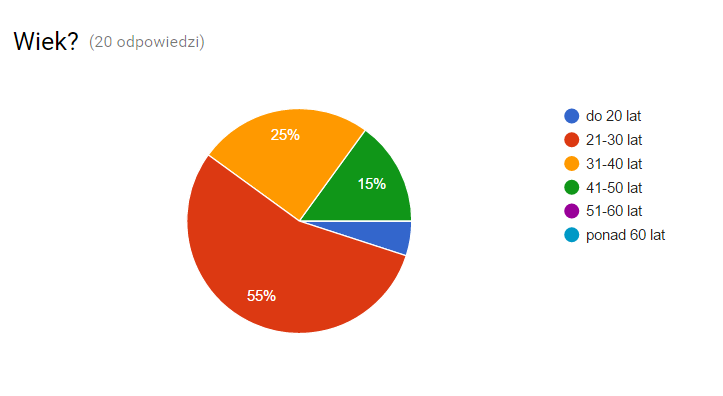 Wiek? (20 odpowiedzi)
25%
15%
55%
do 20 lat
21-30 lat
31-40 lat
41-50 lat
51-60 lat
ponad 60 lat